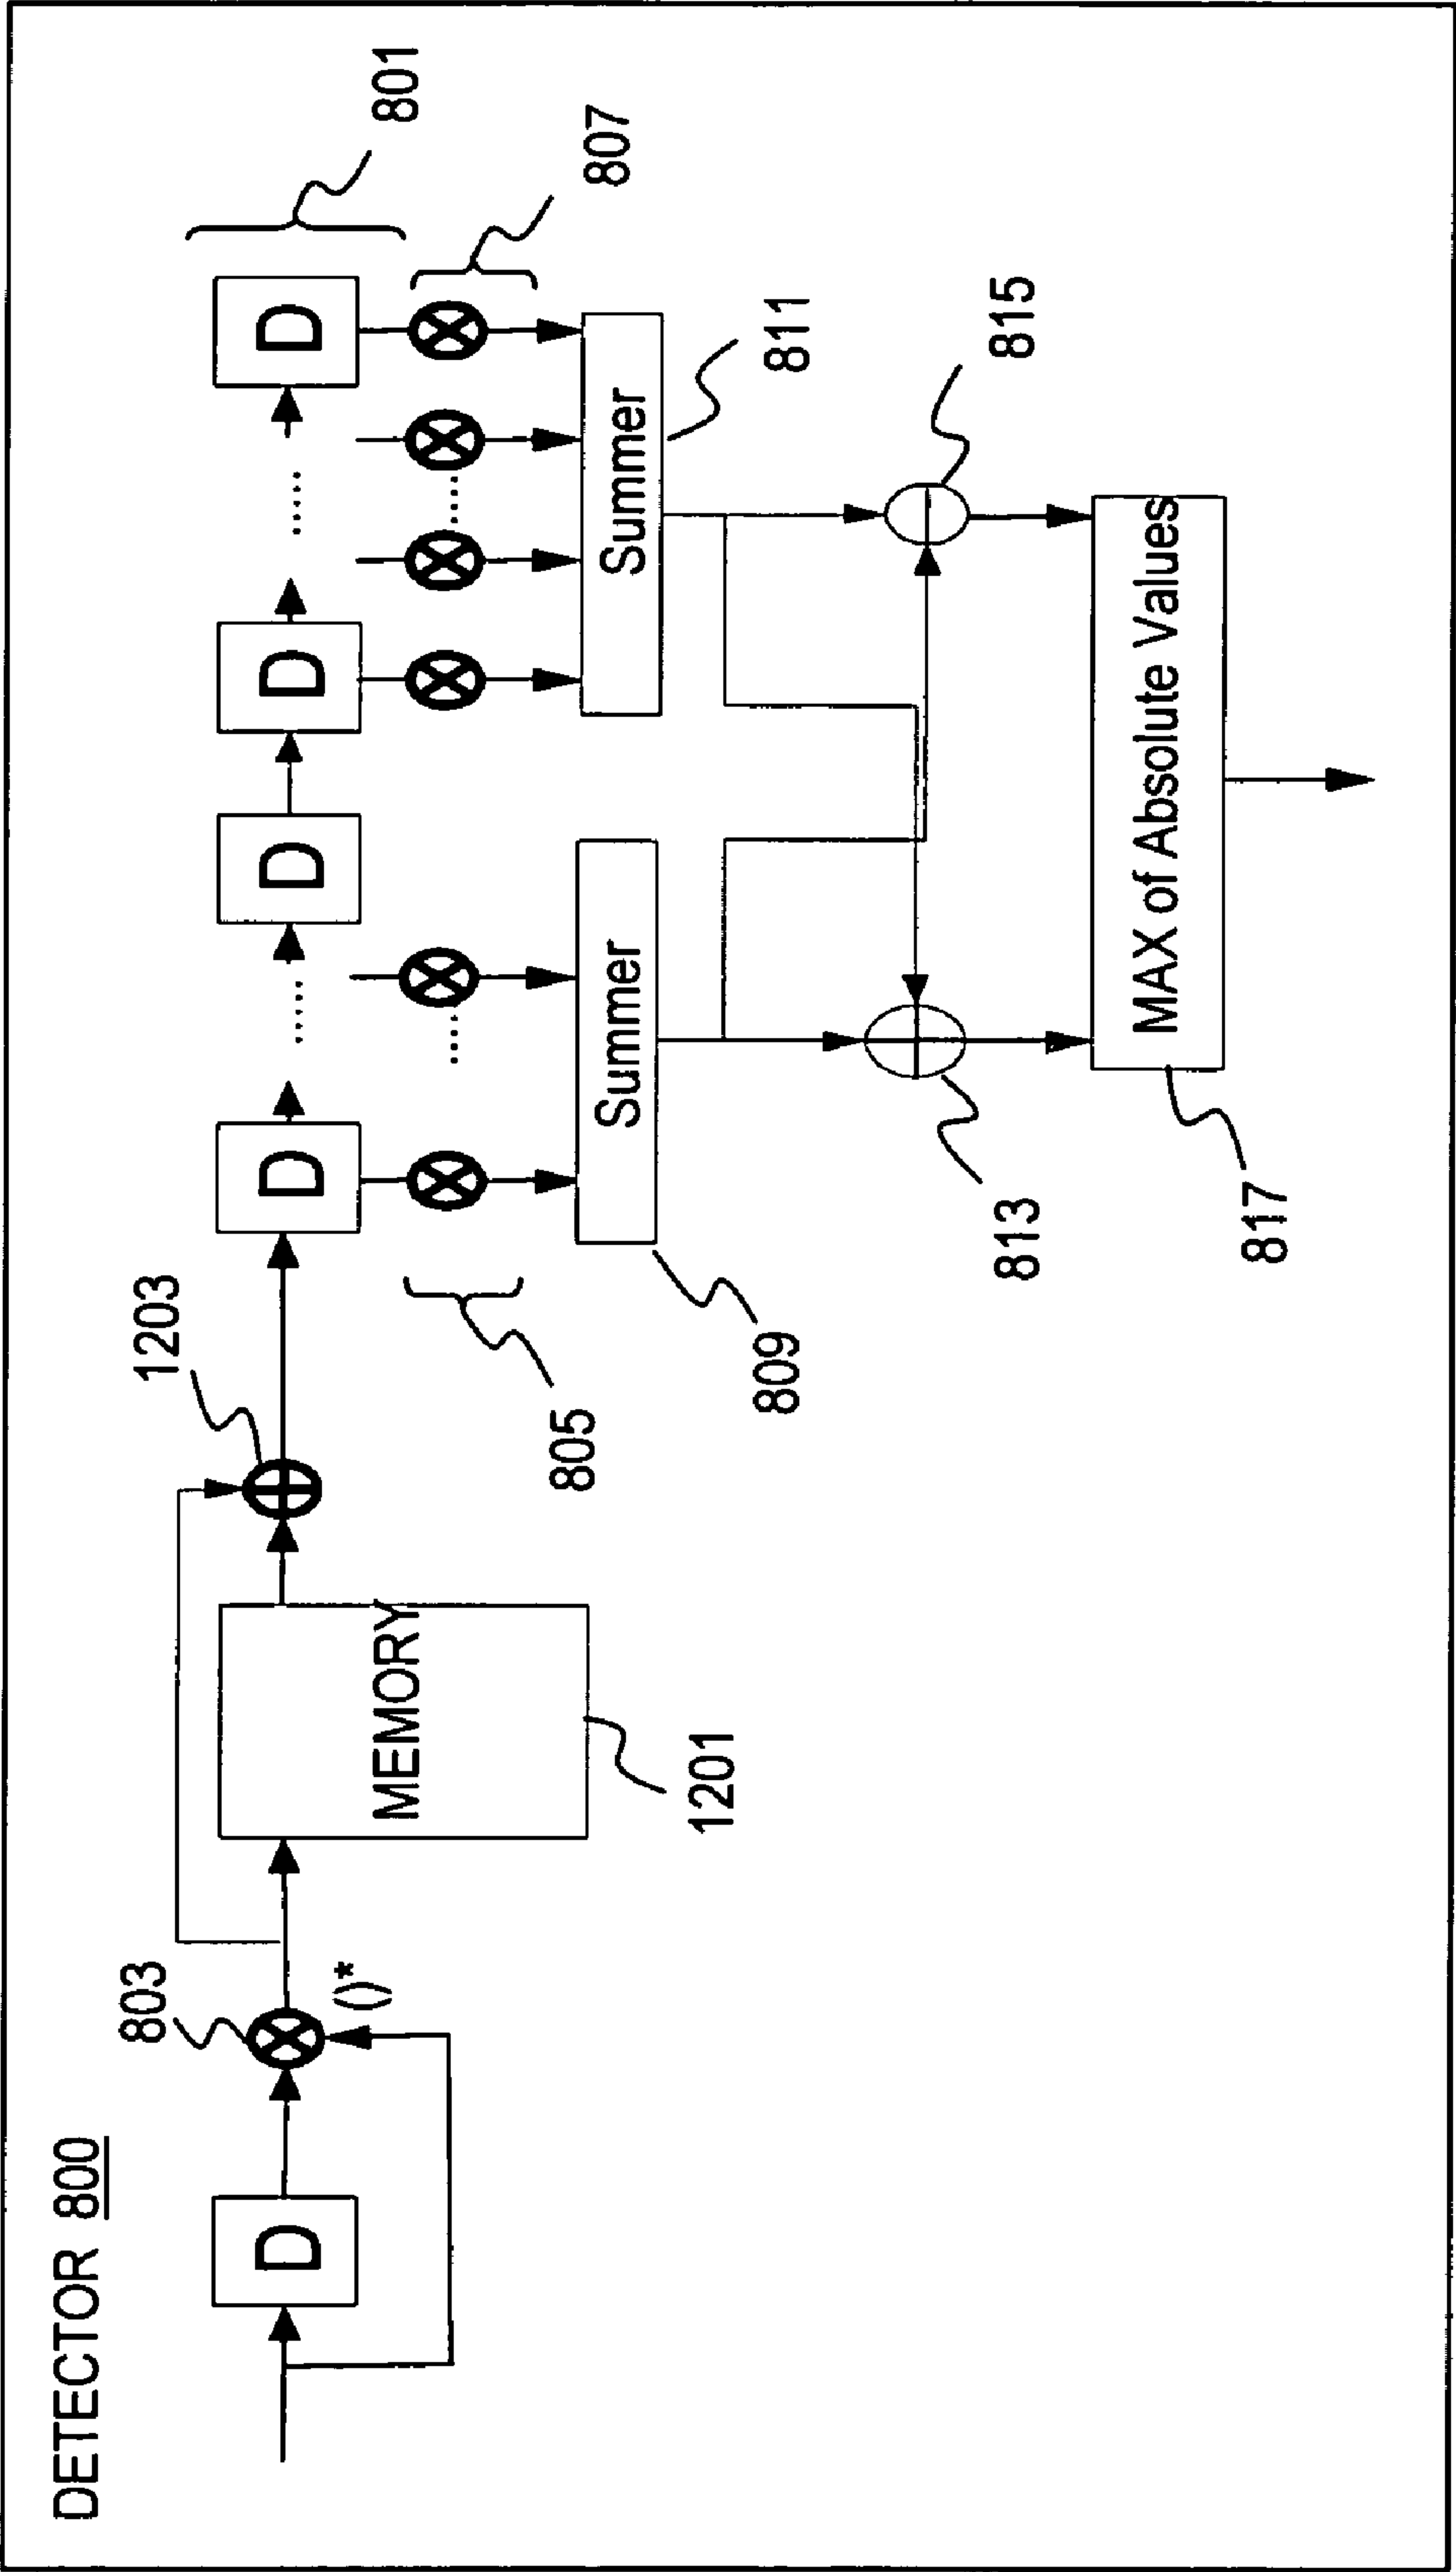 DETECTOR 800
D
803
()*
MEMORY
1201
1203
D
D
D
D
801
.....
.....
805
807
.....
.....
Summer
809
Summer
811
813
815
MAX of Absolute Values
817